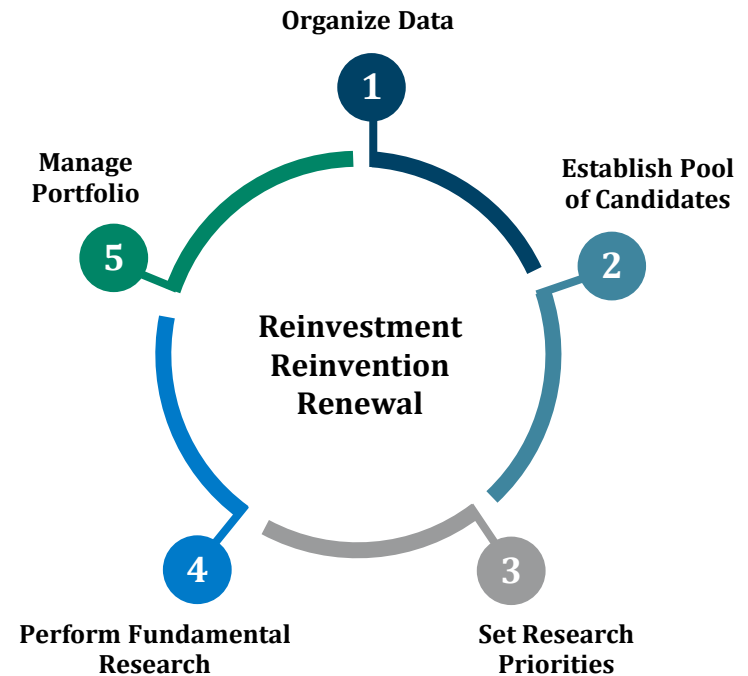 Organize Data
1
Establish Pool
of Candidates
2
Set Research
Priorities
3
Perform Fundamental
Research
4
Manage
Portfolio
5
Reinvestment
Reinvention
Renewal